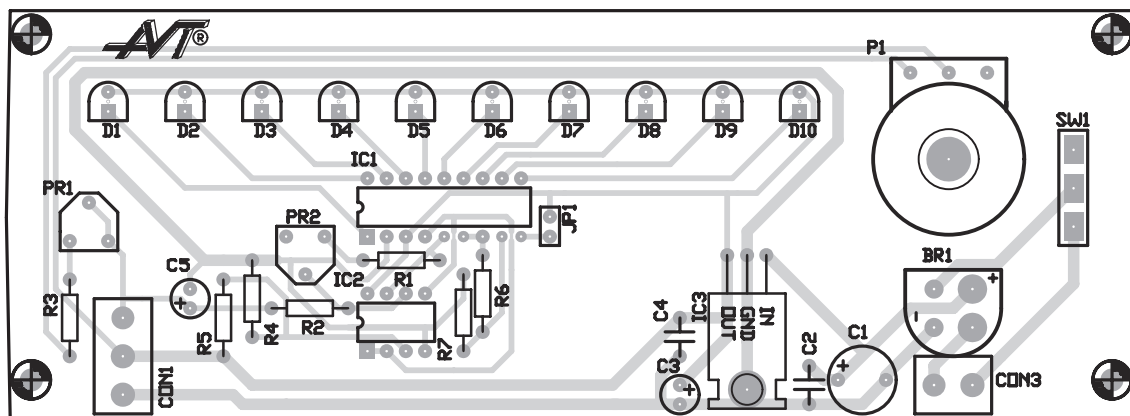 AVT®
P1
D1 D2 D3 D4 D5 D6 D7 D8 D9 D10
SW1
IC1
PR1
PR2
JP1
BR1
+
-
C5
+
IC2
R1
R3
R5
R4
R2
R7
R6
C4
IC3
OUT
GND
IN
C2
C1
+
C3
+
CON1
CON3